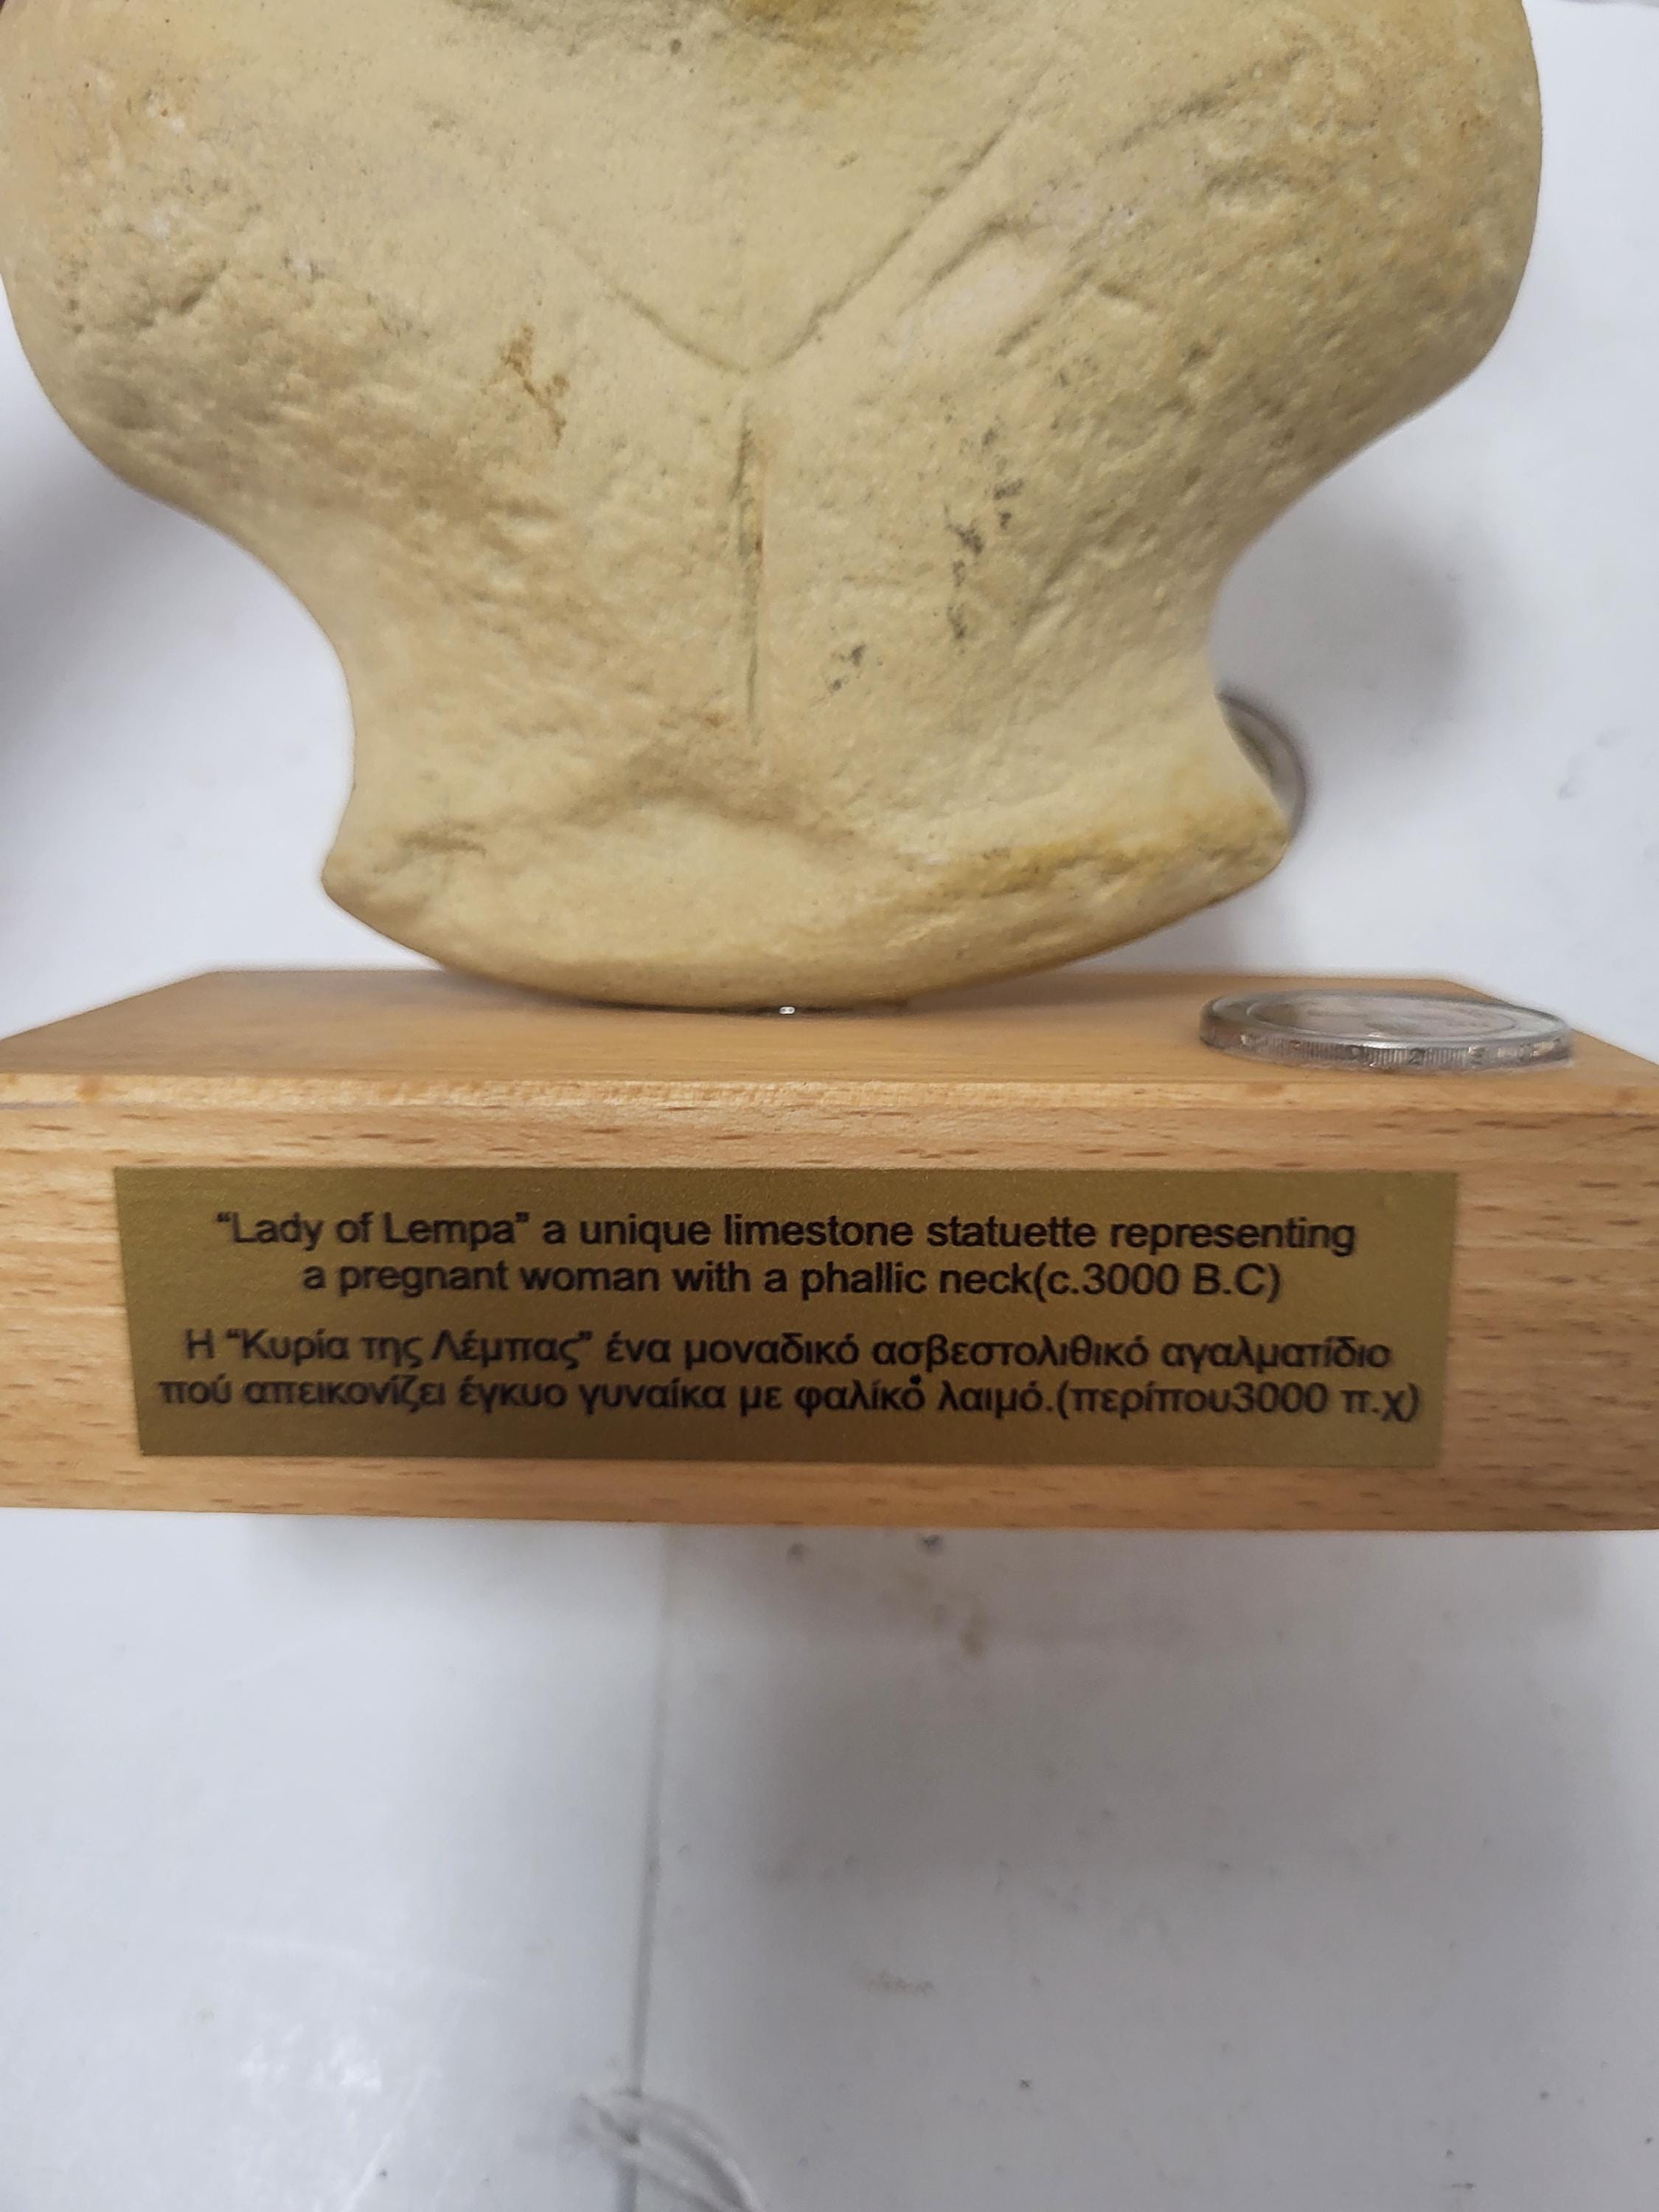 “Lady of Lempa” a unique limestone statuette representing
a pregnant woman with a phallic neck(c.3000 B.C)
Η “Κυρία της Λέμπας” ένα μοναδικό ασβεστολιθικό αγαλματίδιο
πού απεικονίζει έγκυο γυναίκα με φαλίκό λαιμό.(περίπου3000 π.χ)